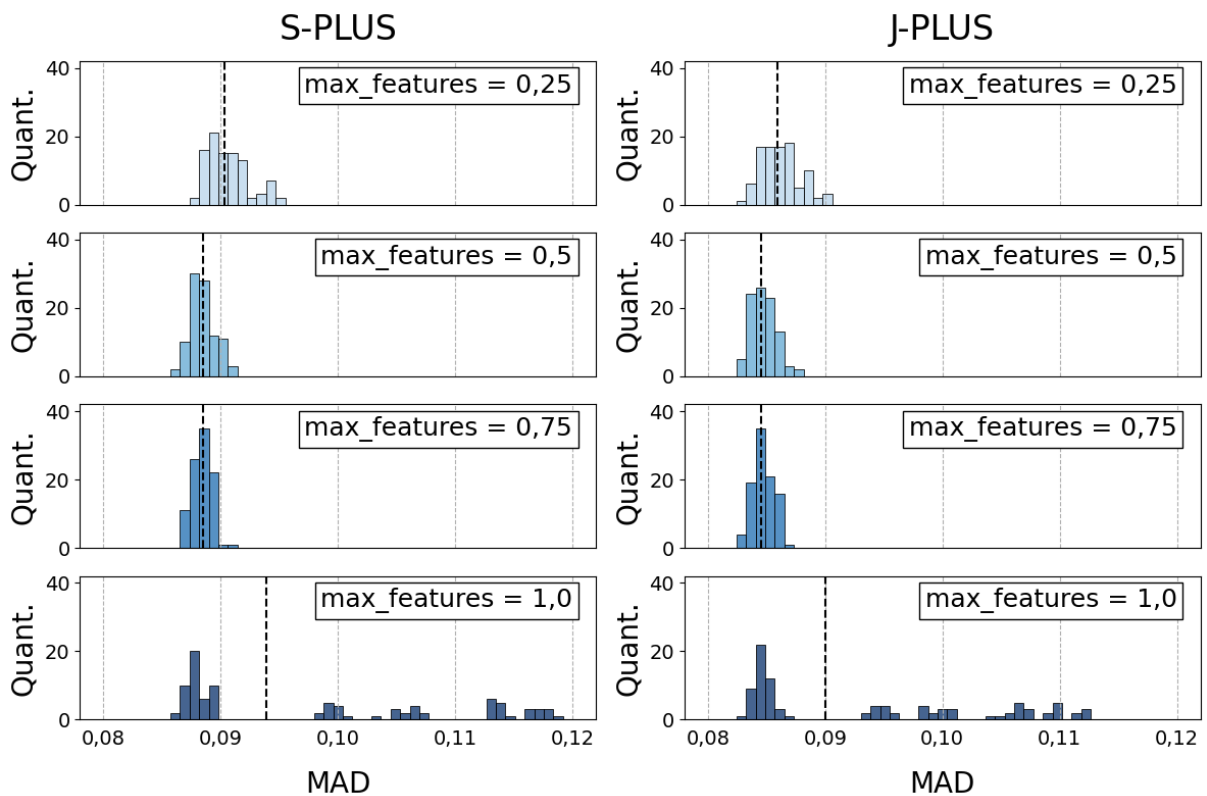 S-PLUS
J-PLUS
40
20
0
Quant.
max_features = 0,25
40
20
0
Quant.
max_features = 0,25
40
20
0
Quant.
max_features = 0,5
40
20
0
Quant.
max_features = 0,5
40
20
0
Quant.
max_features = 0,75
40
20
0
Quant.
max_features = 0,75
40
20
0
Quant.
max_features = 1,0
40
20
0
Quant.
max_features = 1,0
0,08 0,09 0,10 0,11 0,12
0,08 0,09 0,10 0,11 0,12
MAD
MAD